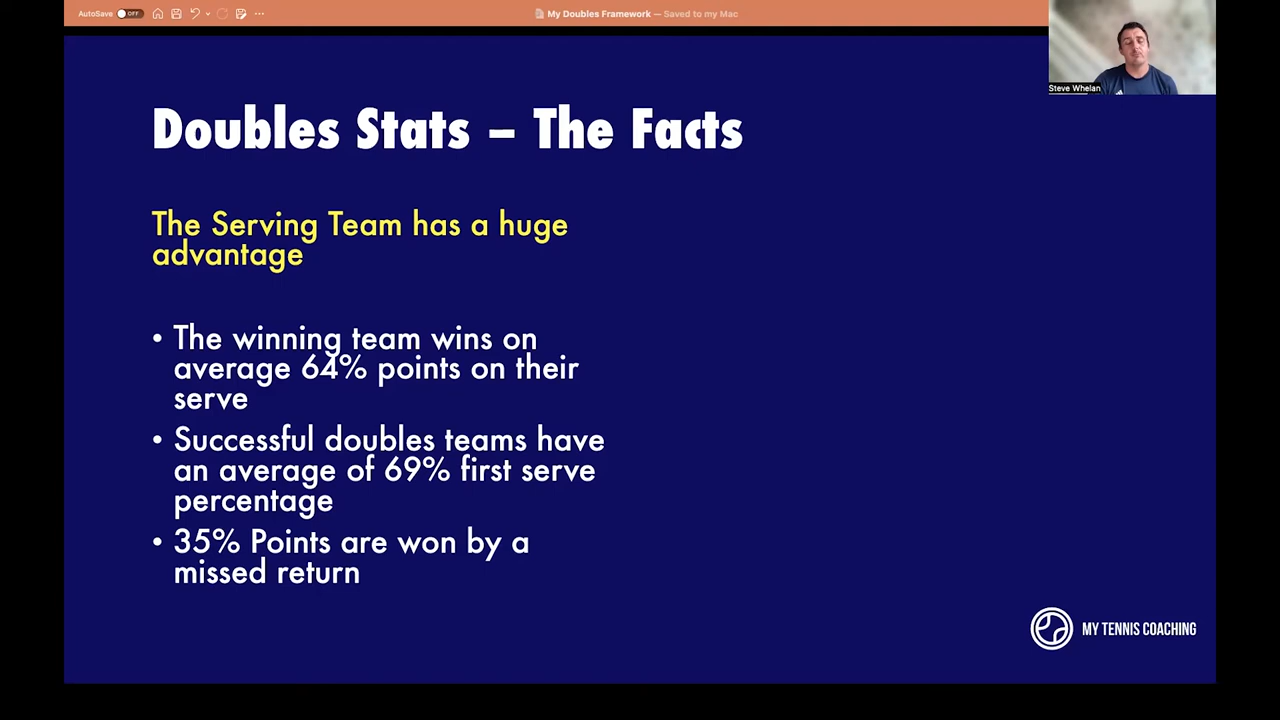 AutoSave OFF
My Doubles Framework — Saved to my Mac
Steve Whelan
Doubles Stats – The Facts
The Serving Team has a huge
advantage
• The winning team wins on
average 64% points on their
serve
• Successful doubles teams have
an average of 69% first serve
percentage
• 35% Points are won by a
missed return
MY TENNIS COACHING